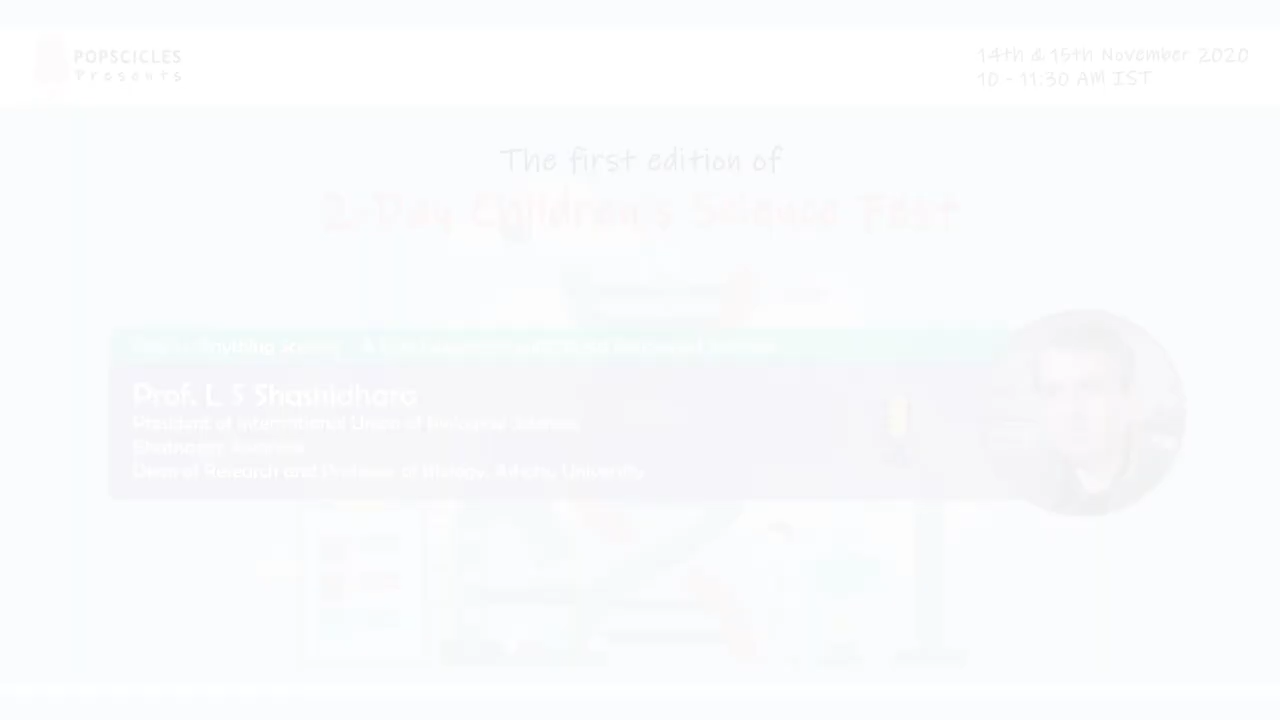 POPSCICLES
Presents
14th & 15th November 2020
10 - 11:30 AM IST
The first edition of
2-Day Children's Science Fest
Prof. L S Shashidhara
President of International Union of Biological Sciences
Dean of Research and Professor of Biology, Ashoka University